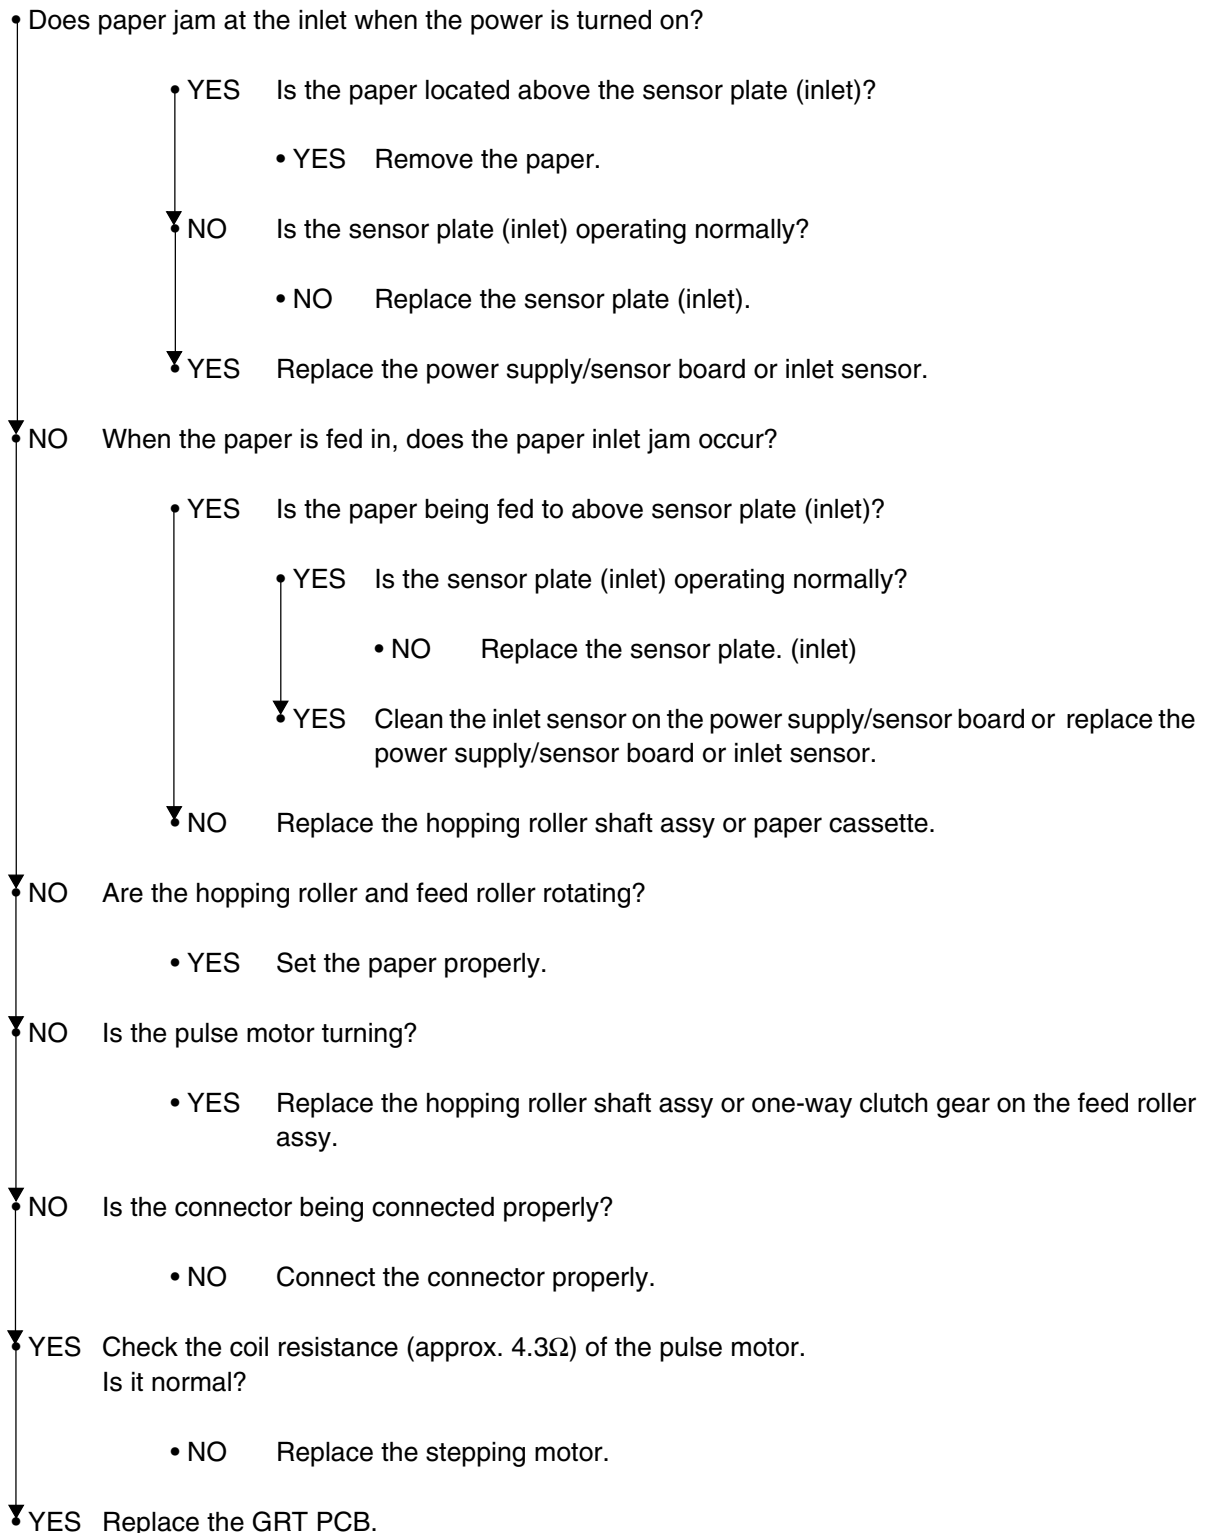 • Does paper jam at the inlet when the power is turned on?
• YES Is the paper located above the sensor plate (inlet)?
• YES Remove the paper.
• NO Is the sensor plate (inlet) operating normally?
• NO Replace the sensor plate (inlet).
• YES Replace the power supply/sensor board or inlet sensor.
• NO When the paper is fed in, does the paper inlet jam occur?
• YES Is the paper being fed to above sensor plate (inlet)?
• YES Is the sensor plate (inlet) operating normally?
• NO Replace the sensor plate. (inlet)
• YES Clean the inlet sensor on the power supply/sensor board or replace the
power supply/sensor board or inlet sensor.
• NO Replace the hopping roller shaft assy or paper cassette.
• NO Are the hopping roller and feed roller rotating?
• YES Set the paper properly.
• NO Is the pulse motor turning?
• YES Replace the hopping roller shaft assy or one-way clutch gear on the feed roller
assy.
• NO Is the connector being connected properly?
• NO Connect the connector properly.
• YES Check the coil resistance (approx. 4.3Ω) of the pulse motor.
Is it normal?
• NO Replace the stepping motor.
• YES Replace the GRT PCB.